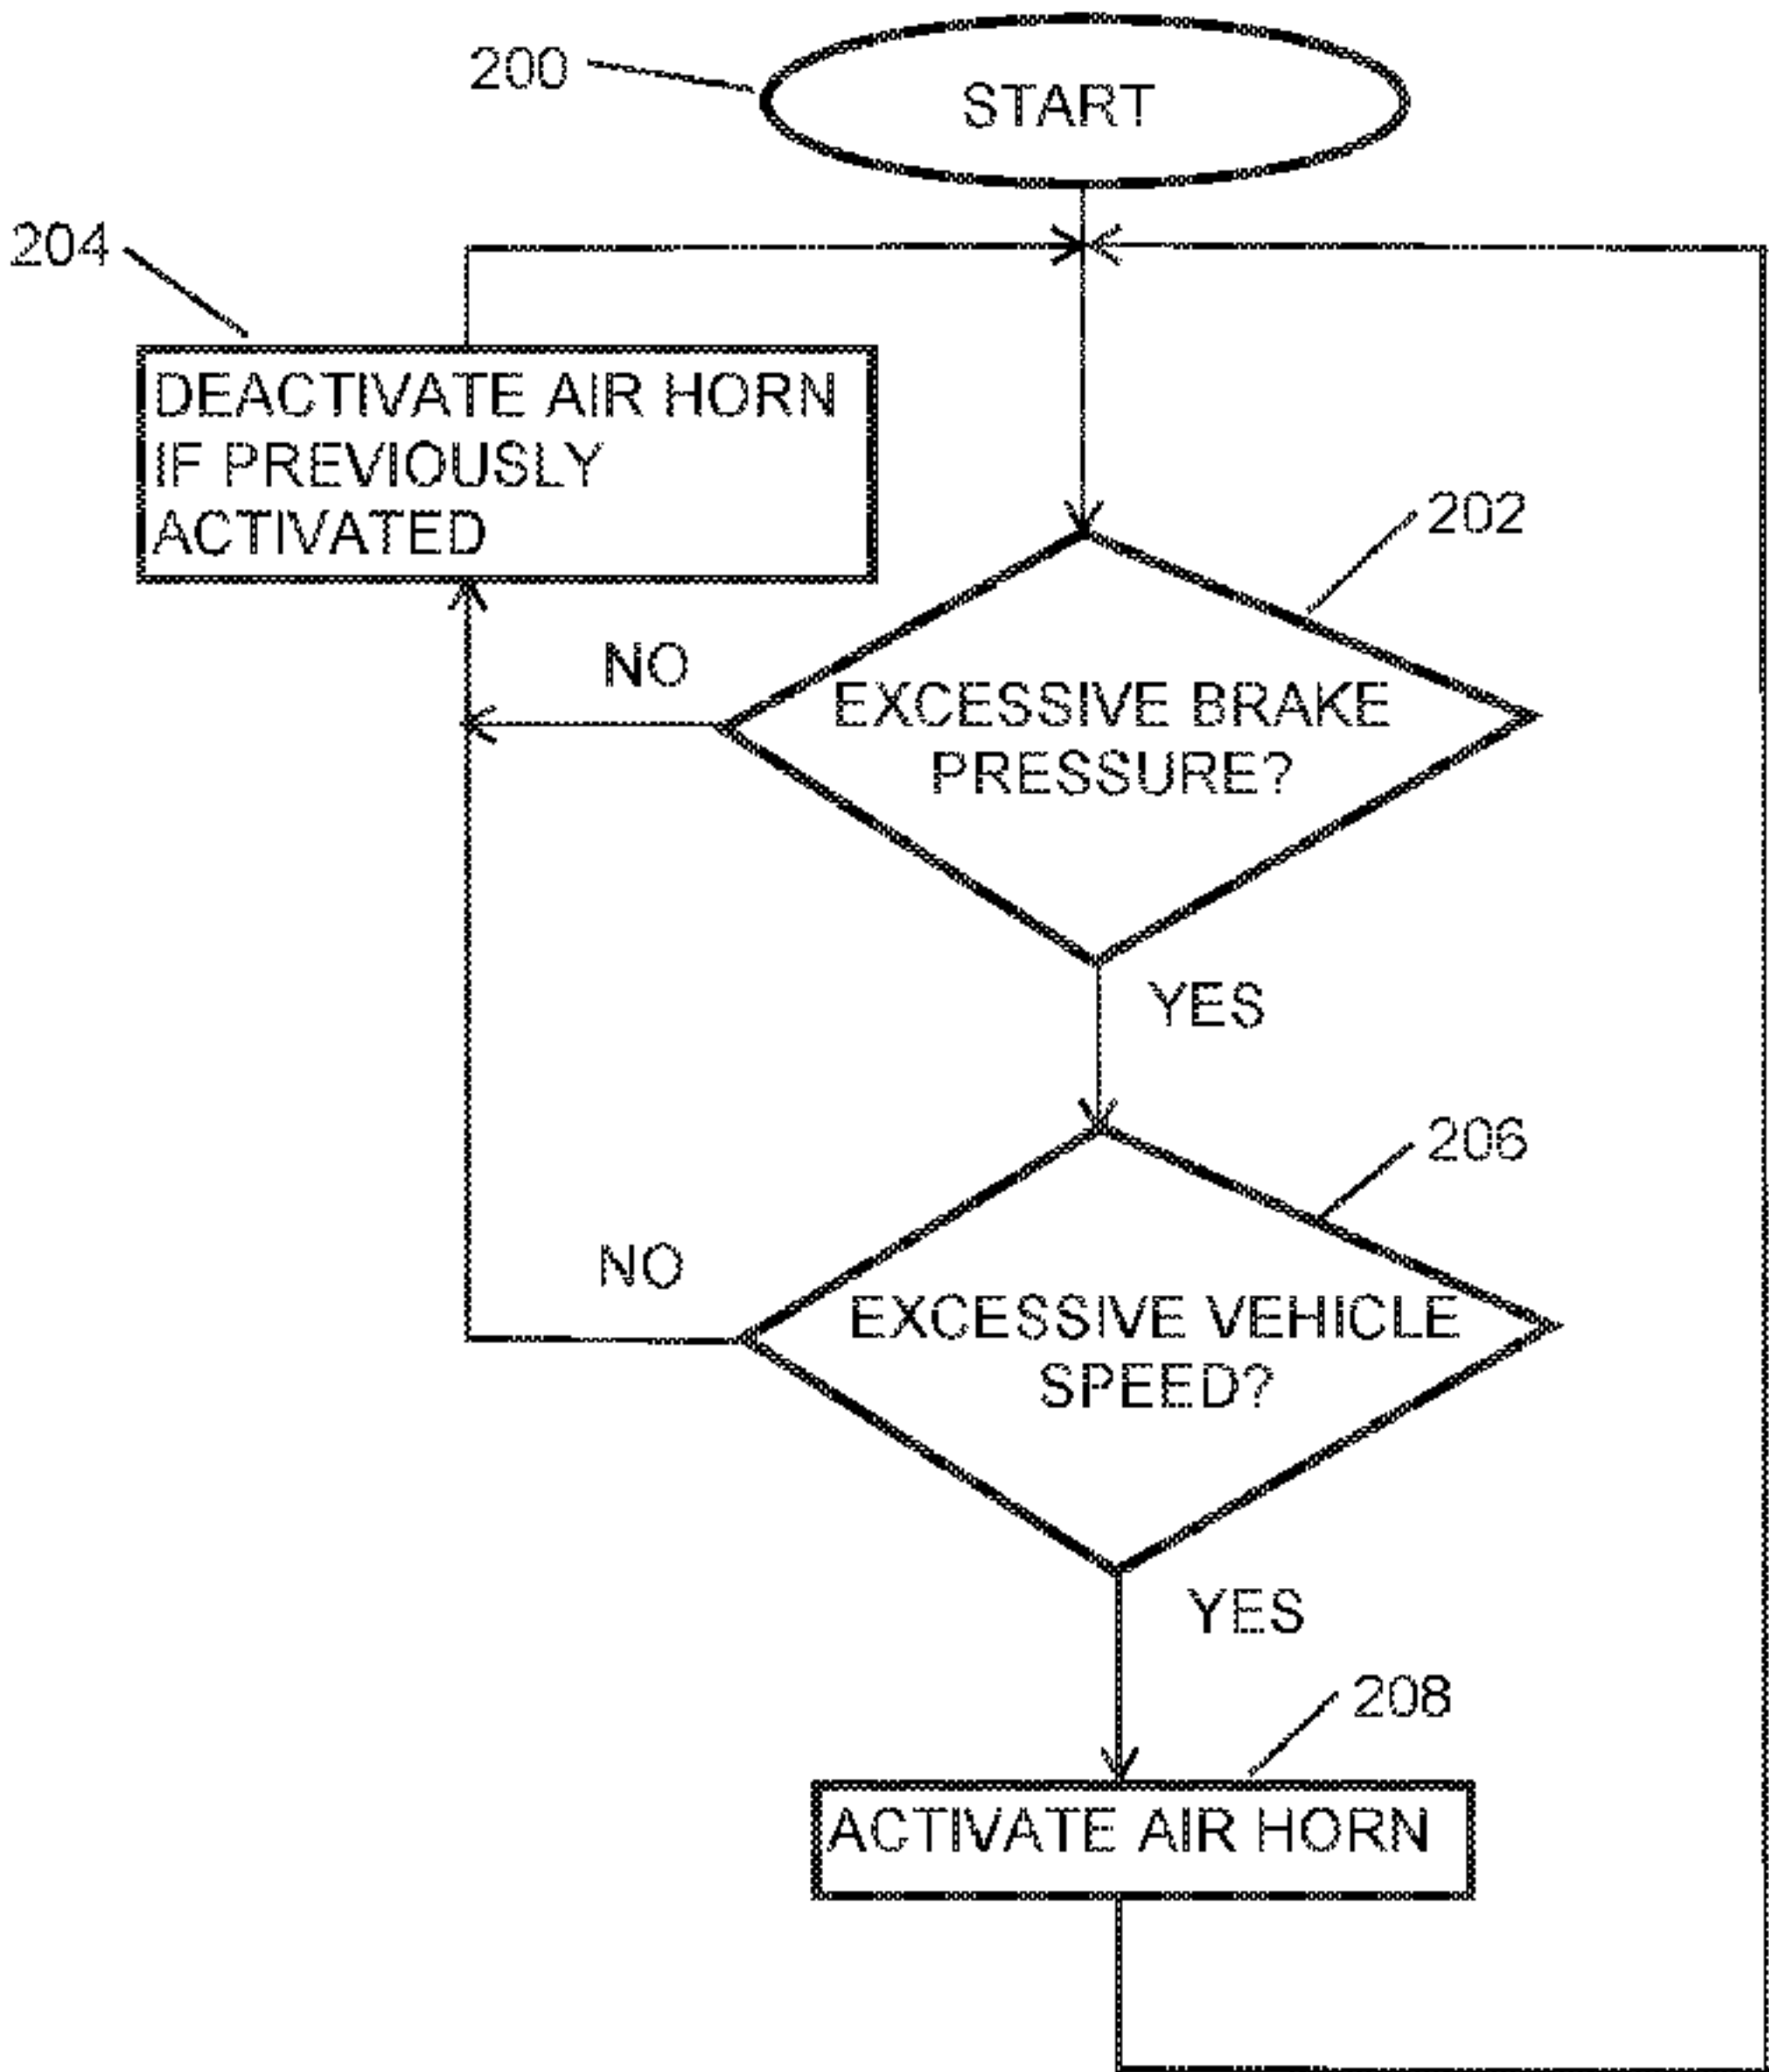 200
START
204
DEACTIVATE AIR HORN
IF PREVIOUSLY
ACTIVATED
202
NO
EXCESSIVE BRAKE
PRESSURE?
YES
206
NO
EXCESSIVE VEHICLE
SPEED?
YES
208
ACTIVATE AIR HORN